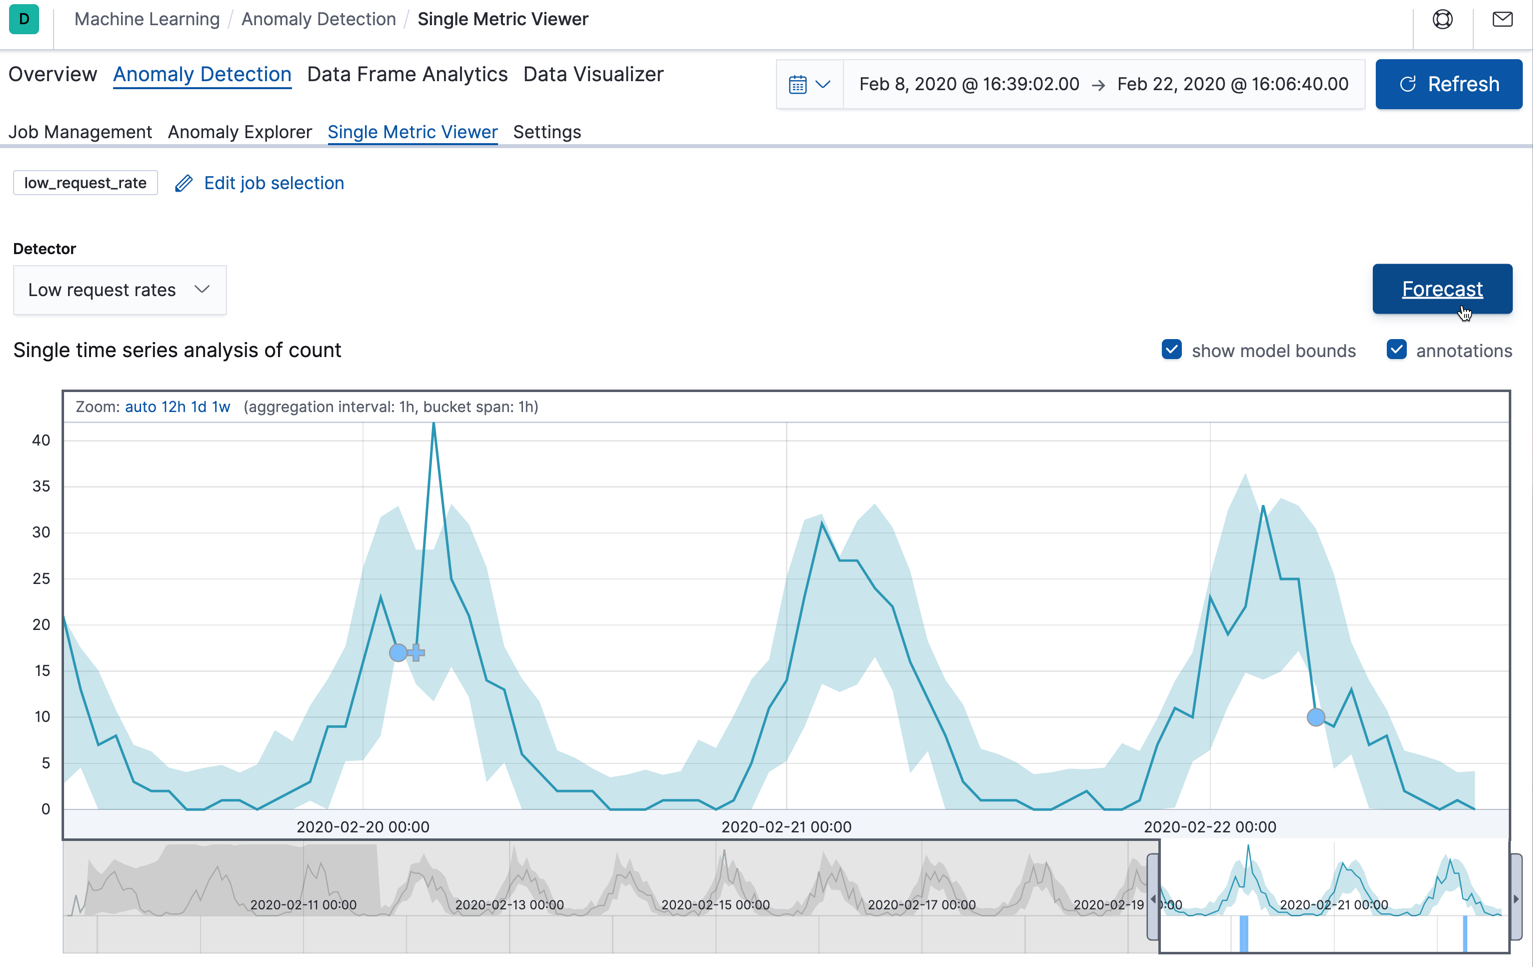 D Machine Learning / Anomaly Detection / Single Metric Viewer
Overview Anomaly Detection Data Frame Analytics Data Visualizer
Feb 8, 2020 @ 16:39:02.00 → Feb 22, 2020 @ 16:06:40.00 Refresh
Job Management Anomaly Explorer Single Metric Viewer Settings
low_request_rate Edit job selection
Detector
Low request rates
Forecast
Single time series analysis of count
show model bounds annotations
Zoom: auto 12h 1d 1w (aggregation interval: 1h, bucket span: 1h)
40
35
30
25
20
15
10
5
0
2020-02-20 00:00 2020-02-21 00:00 2020-02-22 00:00
2020-02-11 00:00 2020-02-13 00:00 2020-02-15 00:00 2020-02-17 00:00 2020-02-19 :00 2020-02-21 00:00